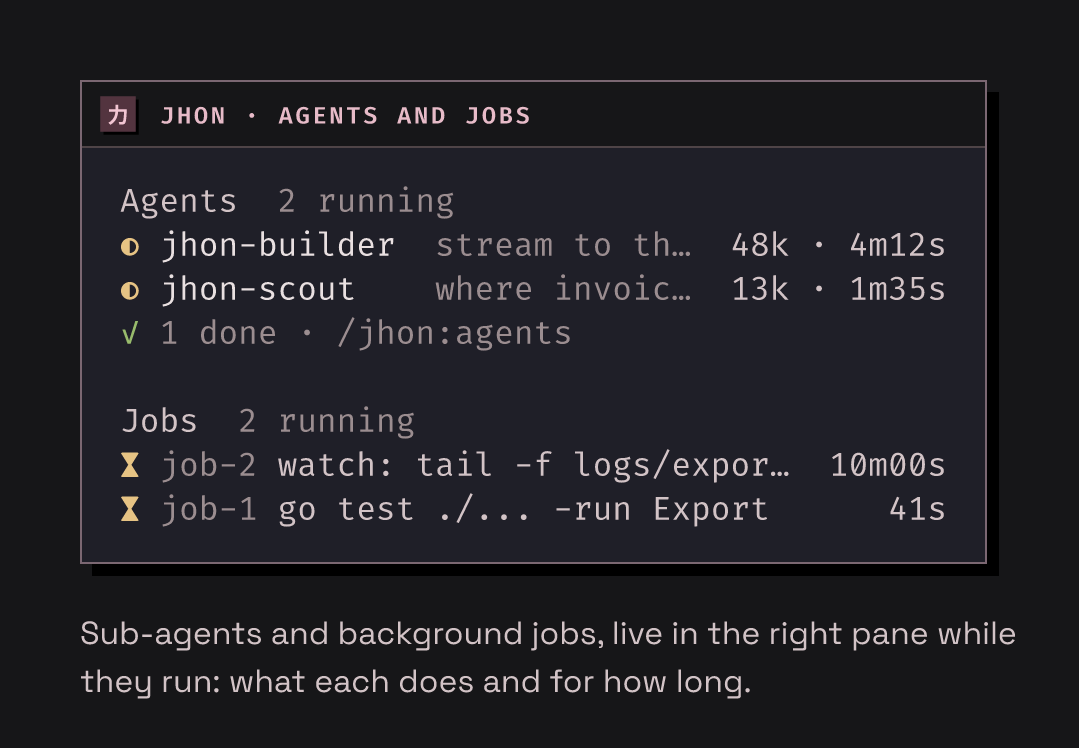 力 JHON · AGENTS AND JOBS
Agents 2 running
◐ jhon-builder stream to th… 48k · 4m12s
◐ jhon-scout where invoic… 13k · 1m35s
√ 1 done · /jhon:agents
Jobs 2 running
⧗ job-2 watch: tail -f logs/expor… 10m00s
⧗ job-1 go test ./... -run Export 41s
Sub-agents and background jobs, live in the right pane while
they run: what each does and for how long.